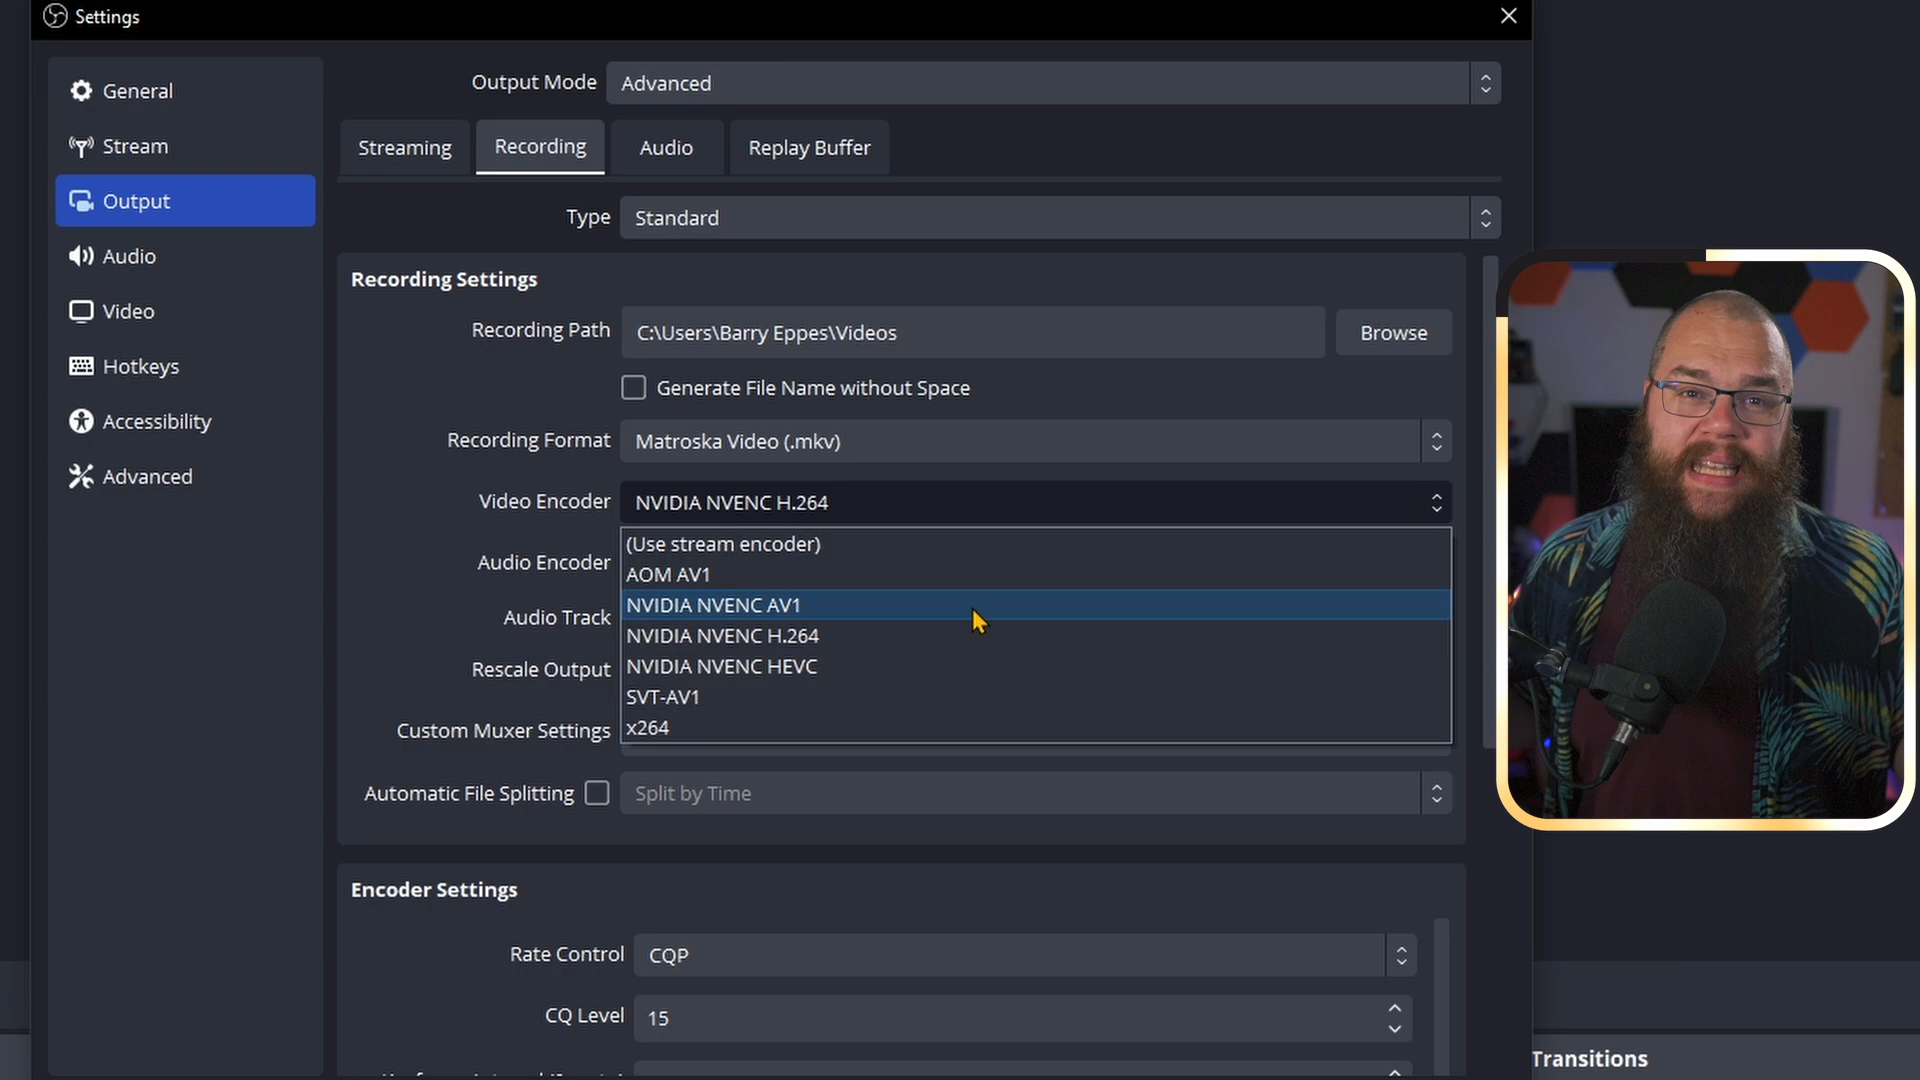 Settings
General
Stream
Output
Audio
Video
Hotkeys
Accessibility
Advanced
Output Mode Advanced
Streaming Recording Audio Replay Buffer
Type Standard
Recording Settings
Recording Path C:\Users\Barry Eppes\Videos Browse
Generate File Name without Space
Recording Format Matroska Video (.mkv)
Video Encoder NVIDIA NVENC H.264
(Use stream encoder)
Audio Encoder
AOM AV1
NVIDIA NVENC AV1
Audio Track
NVIDIA NVENC H.264
Rescale Output
NVIDIA NVENC HEVC
SVT-AV1
Custom Muxer Settings
x264
Automatic File Splitting Split by Time
Encoder Settings
Rate Control CQP
CQ Level 15
Transitions